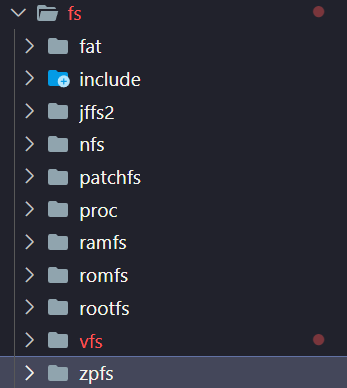 fs
fat
include
jffs2
nfs
patchfs
proc
ramfs
romfs
rootfs
vfs
zpfs